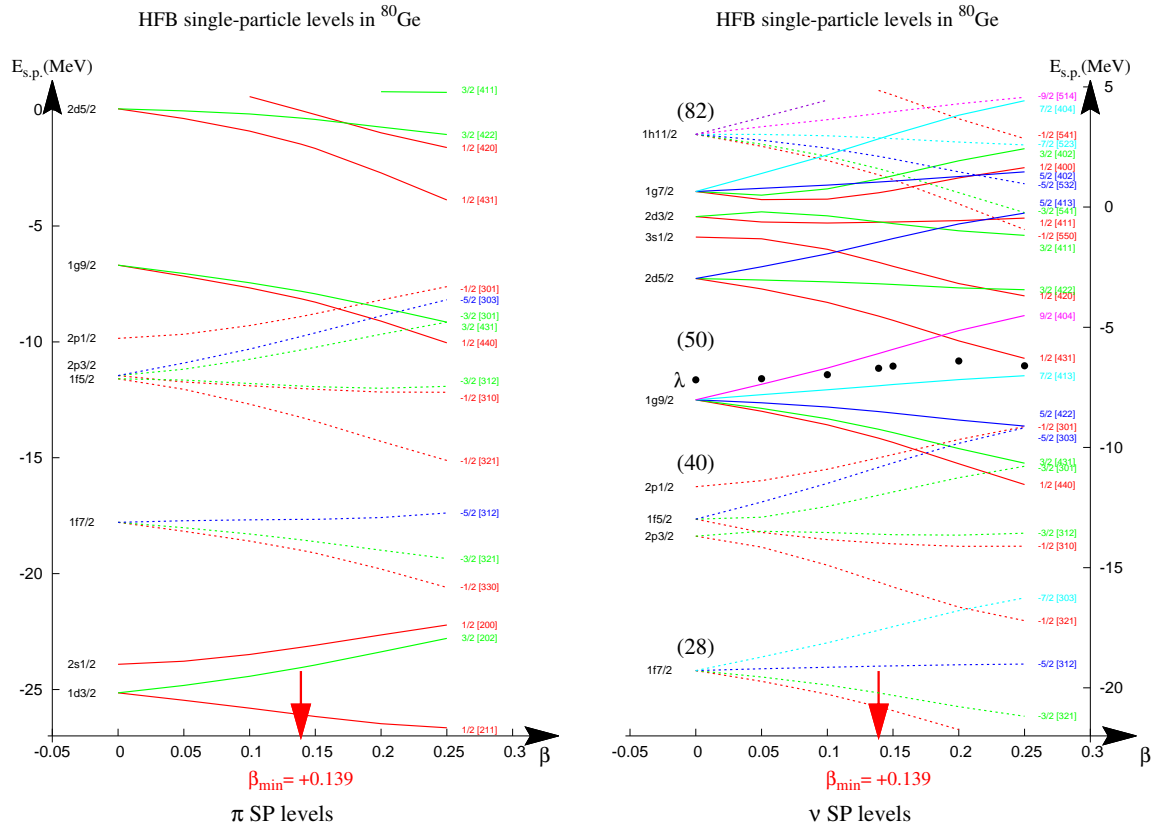 HFB single-particle levels in ⁸⁰Ge
E_s.p.(MeV)
0
-5
-10
-15
-20
-25
2d5/2
1g9/2
2p1/2
2p3/2
1f5/2
1f7/2
2s1/2
1d3/2
3/2 [411]
3/2 [422]
1/2 [420]
1/2 [431]
-1/2 [301]
-5/2 [303]
-3/2 [301]
3/2 [431]
1/2 [440]
-3/2 [312]
-1/2 [310]
-1/2 [321]
-5/2 [312]
-3/2 [321]
-1/2 [330]
1/2 [200]
3/2 [202]
1/2 [211]
-0.05 0 0.05 0.1 0.15 0.2 0.25 0.3
β
β_min= +0.139
π SP levels
HFB single-particle levels in ⁸⁰Ge
E_s.p.(MeV)
5
0
-5
-10
-15
-20
(82)
1h11/2
1g7/2
2d3/2
3s1/2
2d5/2
(50)
λ
1g9/2
(40)
2p1/2
1f5/2
2p3/2
(28)
1f7/2
-9/2 [514]
7/2 [404]
-1/2 [541]
-7/2 [523]
3/2 [402]
1/2 [400]
5/2 [402]
-5/2 [532]
5/2 [413]
-3/2 [541]
1/2 [411]
-1/2 [550]
3/2 [411]
3/2 [422]
1/2 [420]
9/2 [404]
1/2 [431]
7/2 [413]
5/2 [422]
-1/2 [301]
-5/2 [303]
3/2 [431]
-3/2 [301]
1/2 [440]
-3/2 [312]
-1/2 [310]
-7/2 [303]
-1/2 [321]
-5/2 [312]
-3/2 [321]
-0.05 0 0.05 0.1 0.15 0.2 0.25 0.3
β
β_min= +0.139
ν SP levels